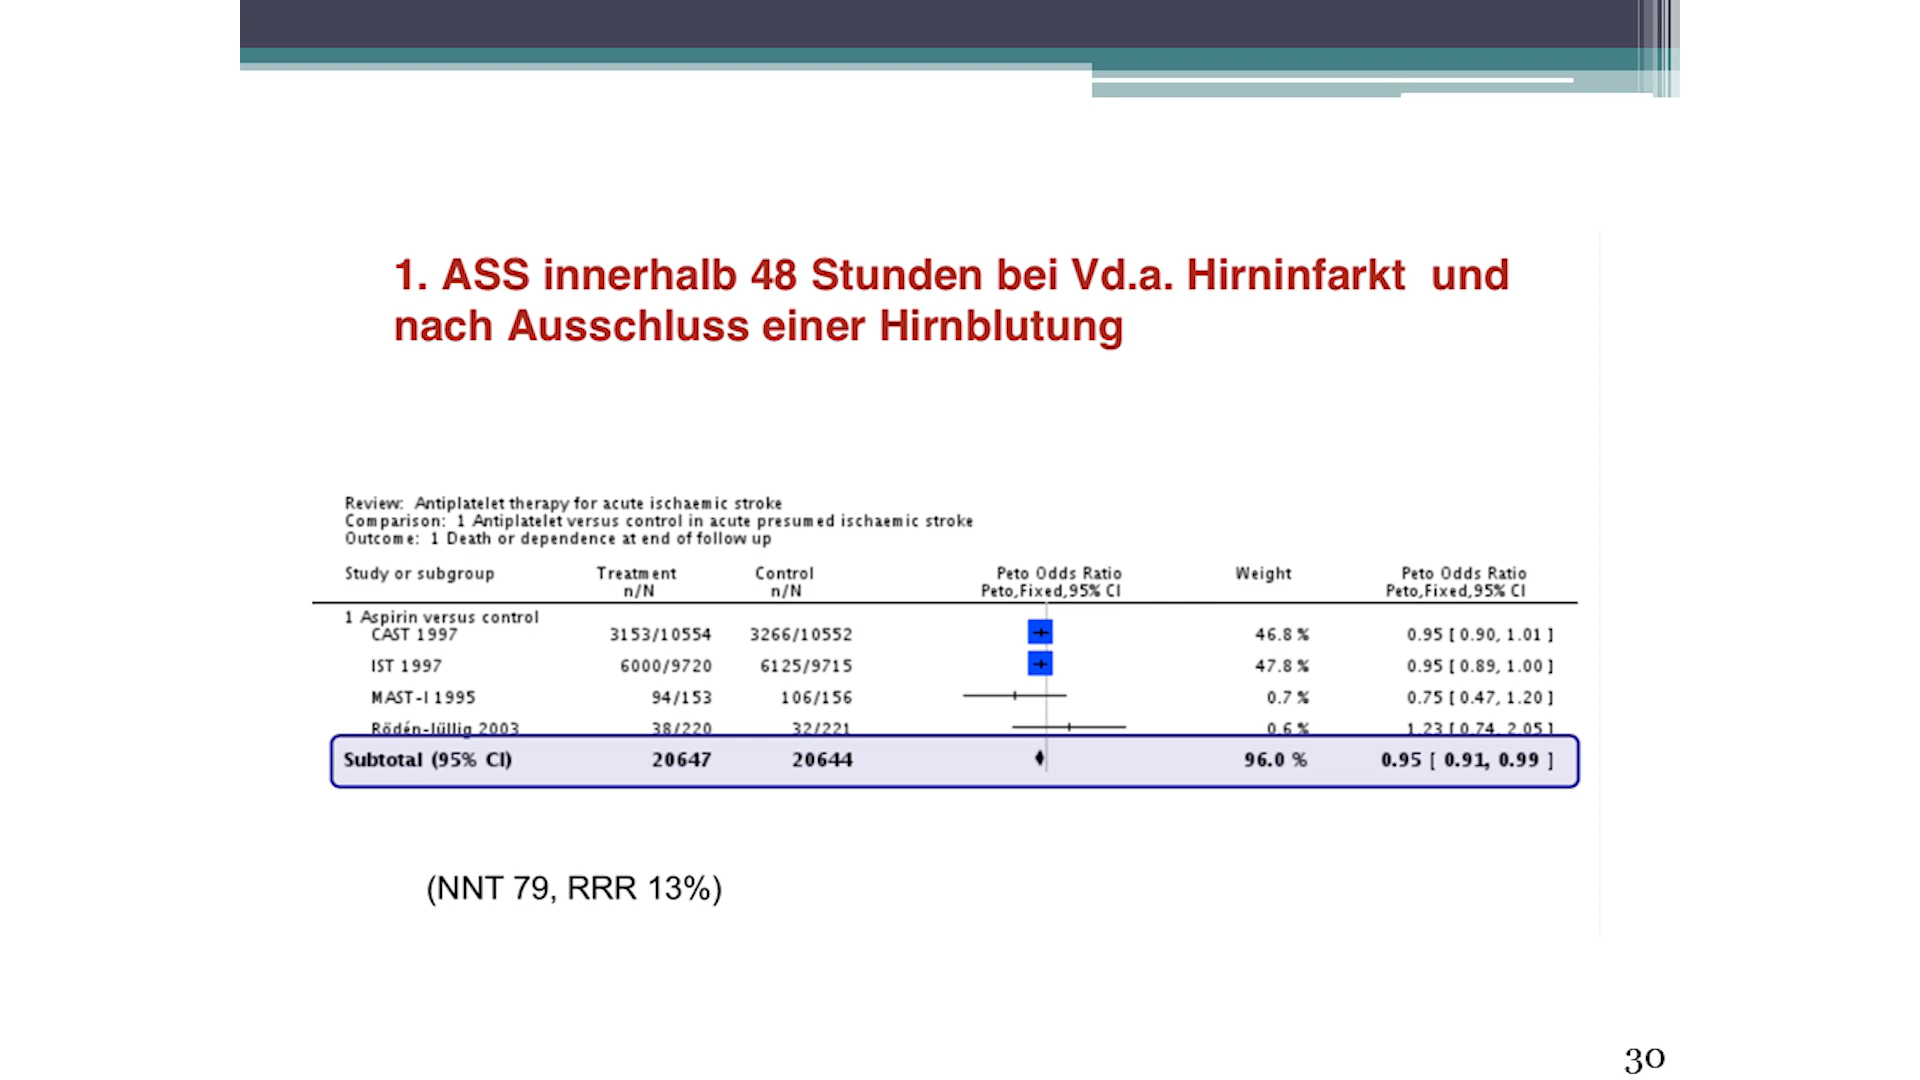 1. ASS innerhalb 48 Stunden bei Vd.a. Hirninfarkt und
nach Ausschluss einer Hirnblutung
Review: Antiplatelet therapy for acute ischaemic stroke
Comparison: 1 Antiplatelet versus control in acute presumed ischaemic stroke
Outcome: 1 Death or dependence at end of follow up
Study or subgroup Treatment Control Peto Odds Ratio Weight Peto Odds Ratio
n/N n/N Peto,Fixed,95% CI Peto,Fixed,95% CI
1 Aspirin versus control
CAST 1997 3153/10554 3266/10552 46.8 % 0.95 [ 0.90, 1.01 ]
IST 1997 6000/9720 6125/9715 47.8 % 0.95 [ 0.89, 1.00 ]
MAST-I 1995 94/153 106/156 0.7 % 0.75 [ 0.47, 1.20 ]
Rödén-Jüllig 2003 38/220 32/221 0.6 % 1.23 [ 0.74, 2.05 ]
Subtotal (95% CI) 20647 20644 96.0 % 0.95 [ 0.91, 0.99 ]
(NNT 79, RRR 13%)
30